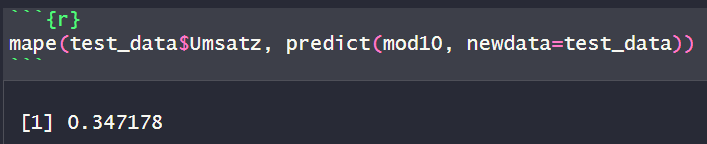 ```{r}
mape(test_data$Umsatz, predict(mod10, newdata=test_data))
```
[1] 0.347178